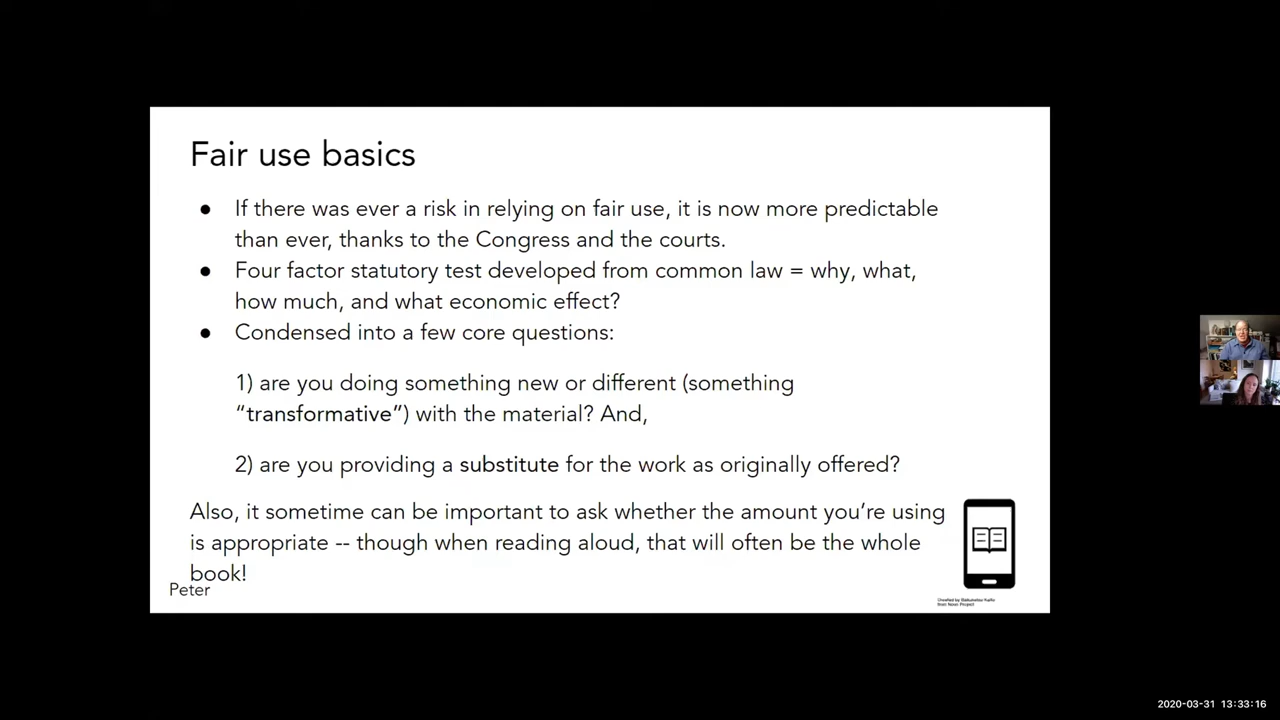 Fair use basics
● If there was ever a risk in relying on fair use, it is now more predictable
than ever, thanks to the Congress and the courts.
● Four factor statutory test developed from common law = why, what,
how much, and what economic effect?
● Condensed into a few core questions:
1) are you doing something new or different (something
“transformative”) with the material? And,
2) are you providing a substitute for the work as originally offered?
Also, it sometime can be important to ask whether the amount you’re using
is appropriate -- though when reading aloud, that will often be the whole
book!
Peter
Created by
from Noun Project
2020-03-31 13:33:16